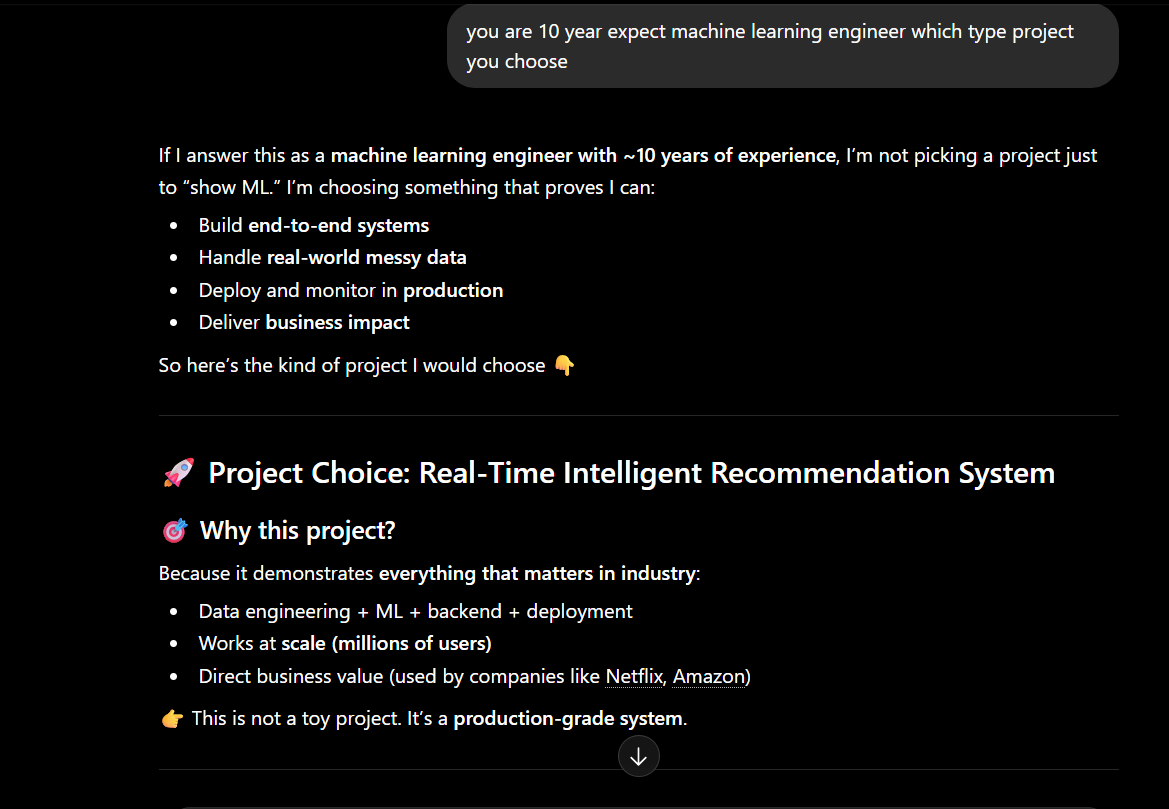 you are 10 year expect machine learning engineer which type project
you choose
If I answer this as a machine learning engineer with ~10 years of experience, I’m not picking a project just
to “show ML.” I’m choosing something that proves I can:
• Build end-to-end systems
• Handle real-world messy data
• Deploy and monitor in production
• Deliver business impact
So here’s the kind of project I would choose 👇
🚀 Project Choice: Real-Time Intelligent Recommendation System
🎯 Why this project?
Because it demonstrates everything that matters in industry:
• Data engineering + ML + backend + deployment
• Works at scale (millions of users)
• Direct business value (used by companies like Netflix, Amazon)
👉 This is not a toy project. It’s a production-grade system.